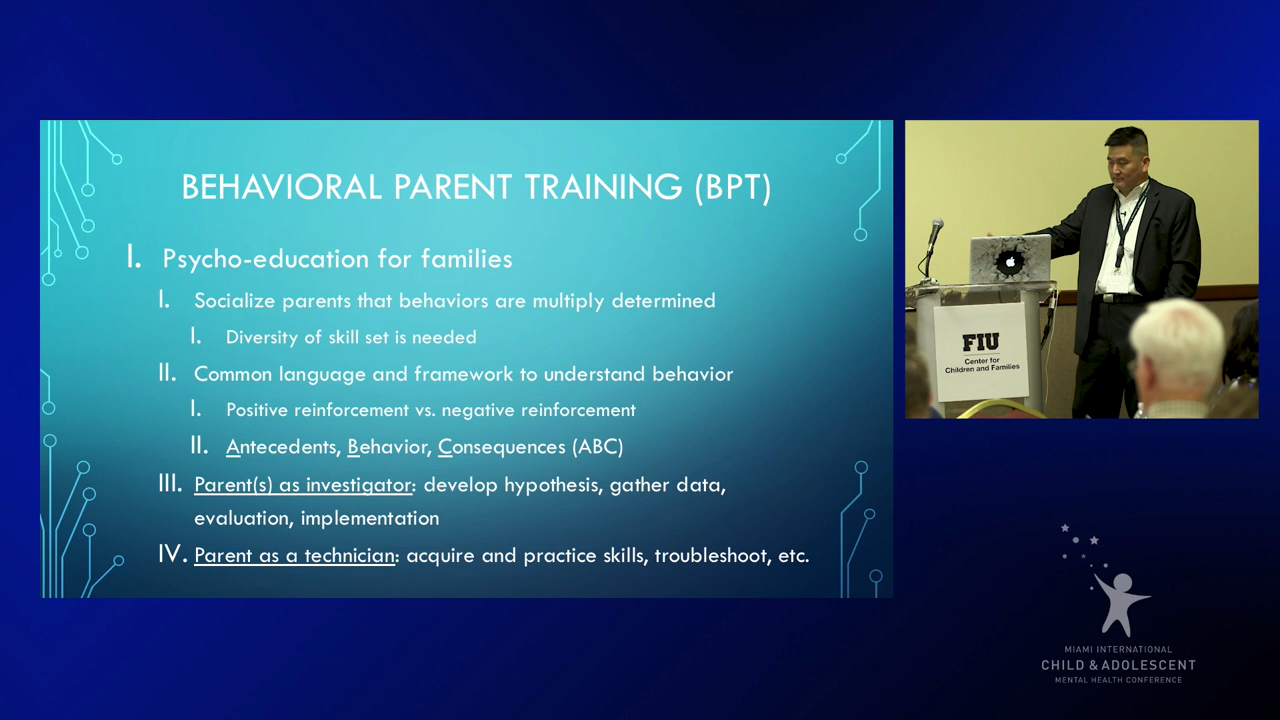 BEHAVIORAL PARENT TRAINING (BPT)
I. Psycho-education for families
I. Socialize parents that behaviors are multiply determined
I. Diversity of skill set is needed
II. Common language and framework to understand behavior
I. Positive reinforcement vs. negative reinforcement
II. Antecedents, Behavior, Consequences (ABC)
III. Parent(s) as investigator: develop hypothesis, gather data,
evaluation, implementation
IV. Parent as a technician: acquire and practice skills, troubleshoot, etc.
FIU
Center for
Children and Families
MIAMI INTERNATIONAL
CHILD & ADOLESCENT
MENTAL HEALTH CONFERENCE